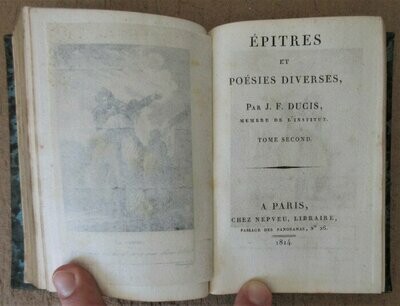 ÉPITRES
ET
POÉSIES DIVERSES,
PAR J. F. DUCIS,
MEMBRE DE L'INSTITUT.
TOME SECOND.
A PARIS,
CHEZ NEPVEU, LIBRAIRE,
PASSAGE DES PANORAMAS, N° 26.
1814.